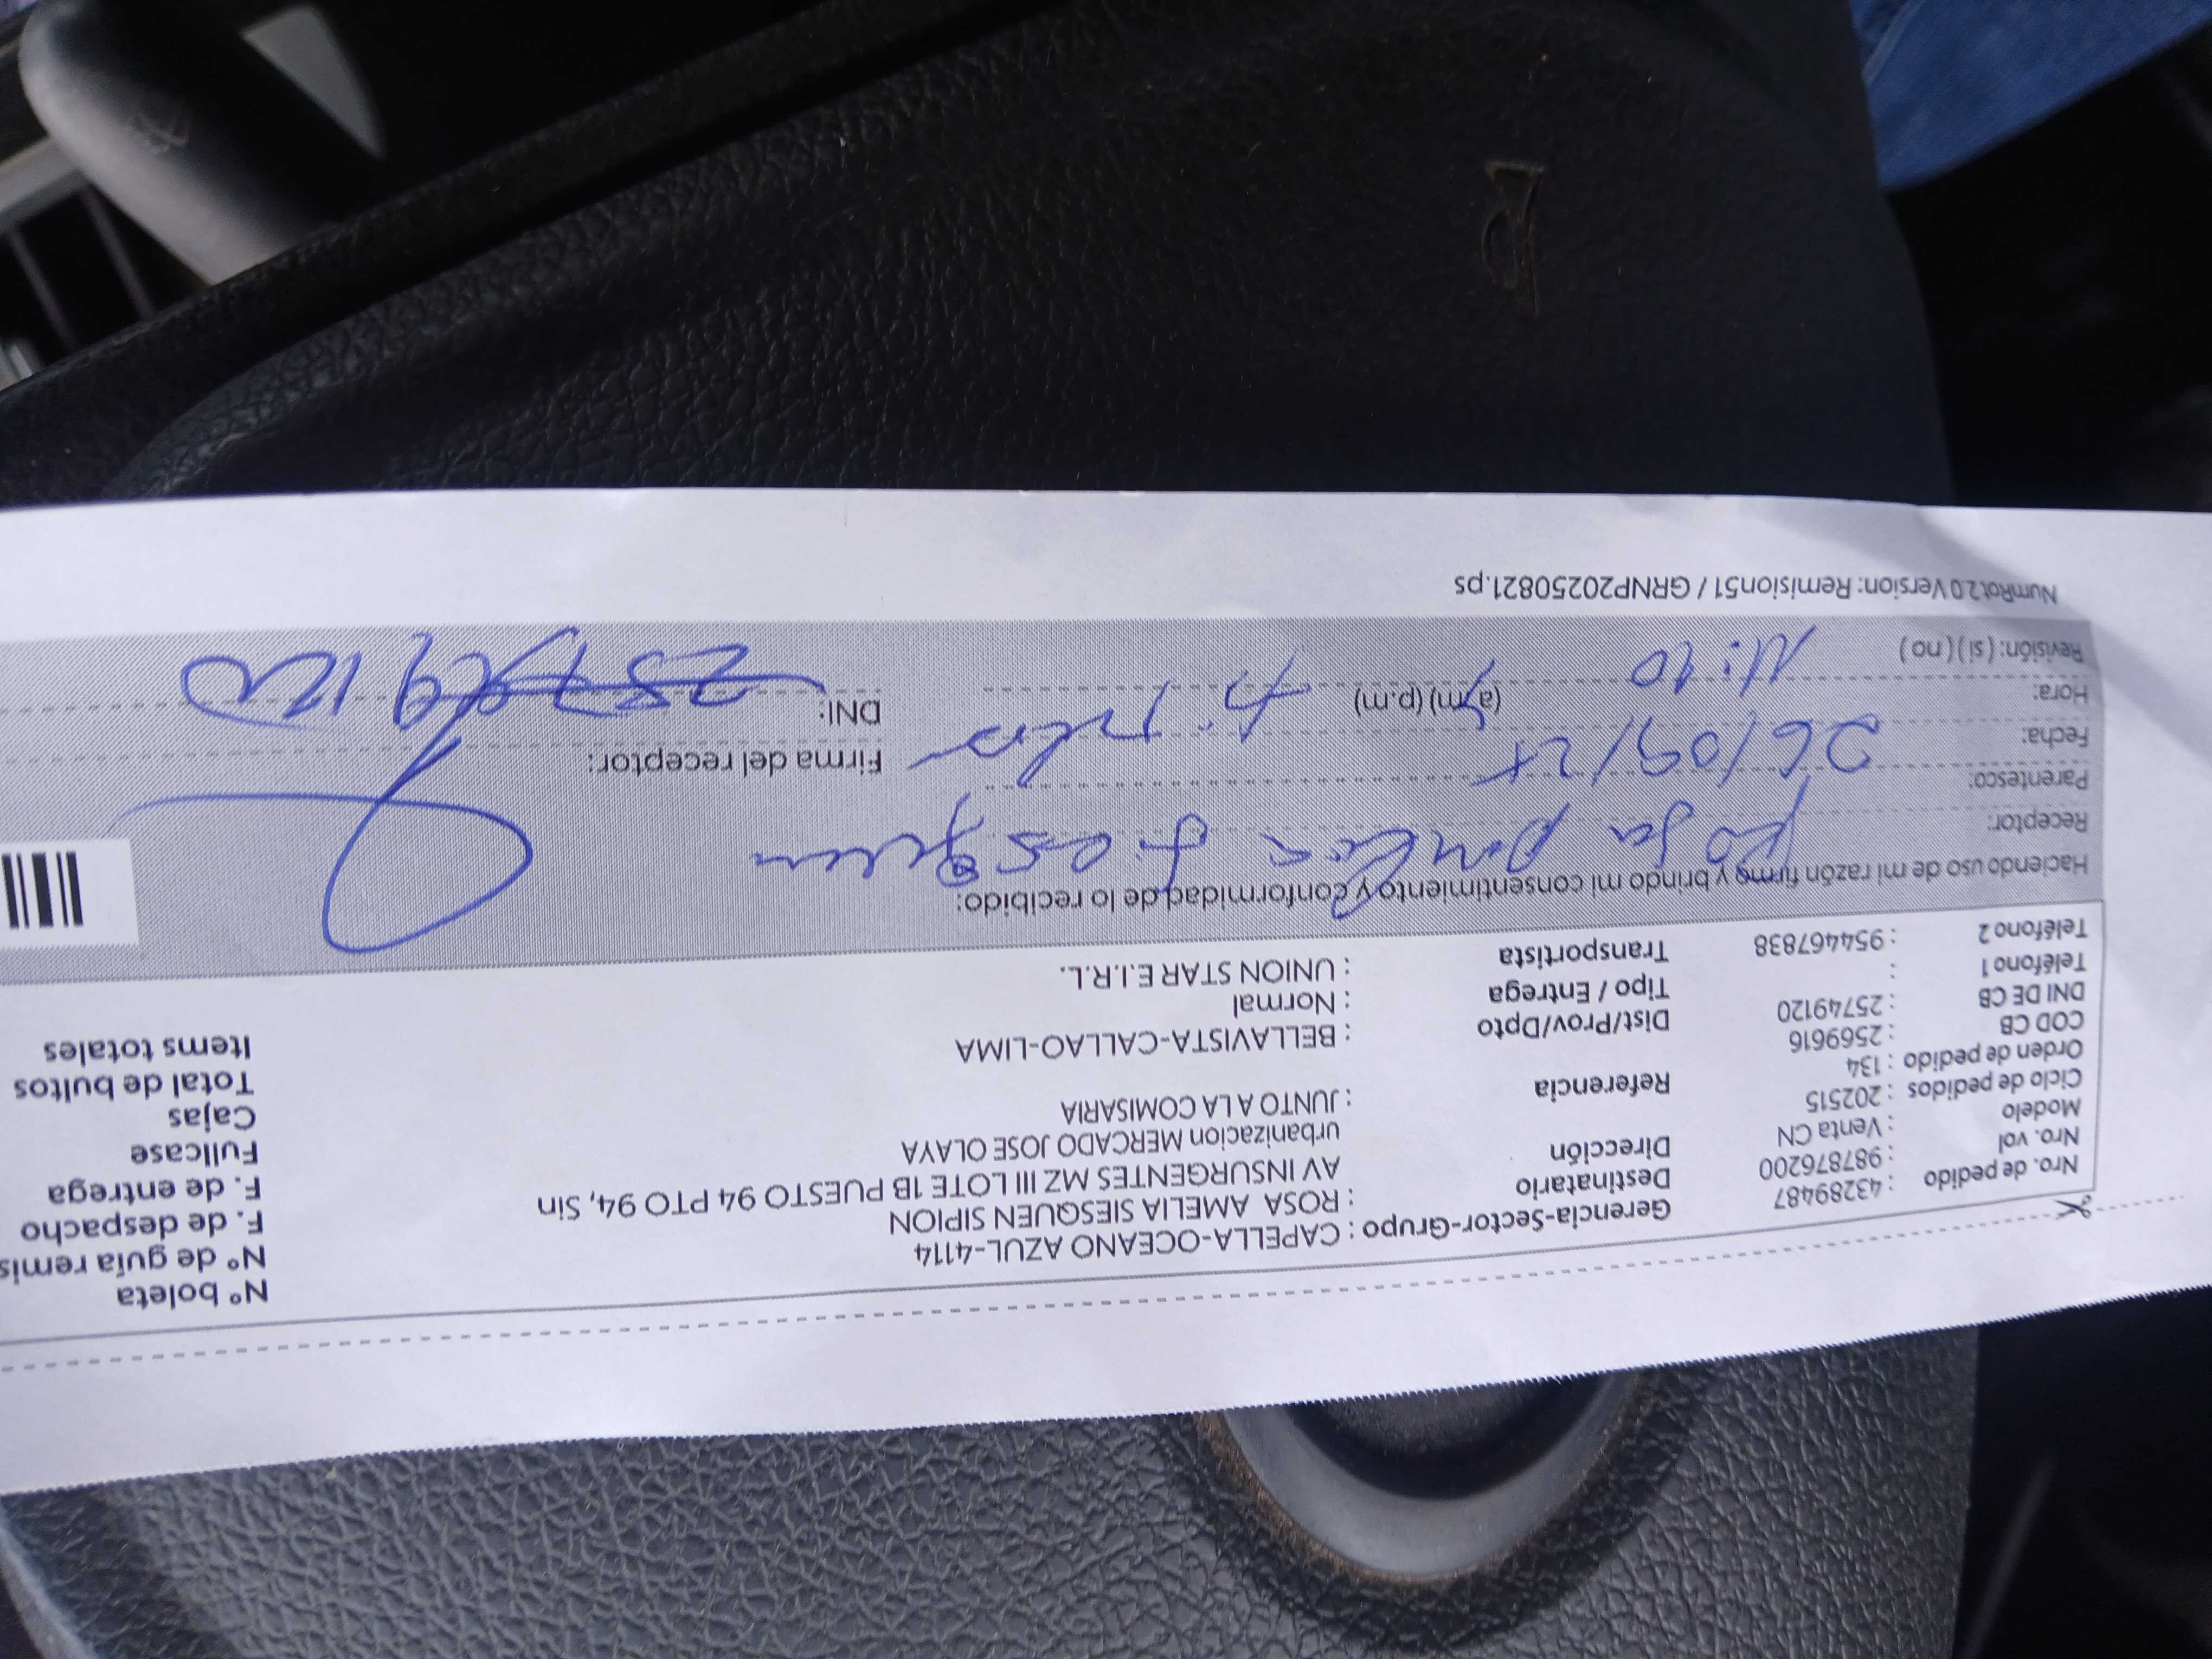 Nro. de pedido : 43289487
Nro. vol : 98787620​0
Modelo : Venta CN
Ciclo de pedidos : 202515
Orden de pedido : 134
COD CB : 2569616
DNI DE CB : 25749120
Teléfono 1 :
Teléfono 2 : 954467838
Gerencia-Sector-Grupo : CAPELLA-OCEANO AZUL-4114
Destinatario : ROSA AMELIA SIESQUEN SIPION
Dirección AV INSURGENTES MZ III LOTE 1B PUESTO 94 PTO 94, Sin
urbanizacion MERCADO JOSE OLAYA
Referencia : JUNTO A LA COMISARIA
Dist/Prov/Dpto : BELLAVISTA-CALLAO-LIMA
Tipo / Entrega : Normal
Transportista : UNION STAR E.I.R.L.
Nº boleta
Nº de guía remis
F. de despacho
F. de entrega
Fullcase
Cajas
Total de bultos
Items totales
Haciendo uso de mi razón firmo y brindo mi consentimiento y conformidad de lo recibido:
Receptor: Rosa
Parentesco:
Fecha: 26/09/25
Hora: 11:10 (a.m) (p.m)
Revisión: ( si ) ( no )
Firma del receptor:
DNI:
NumRot2.0 Version: Remision51 / GRNP20250821.ps